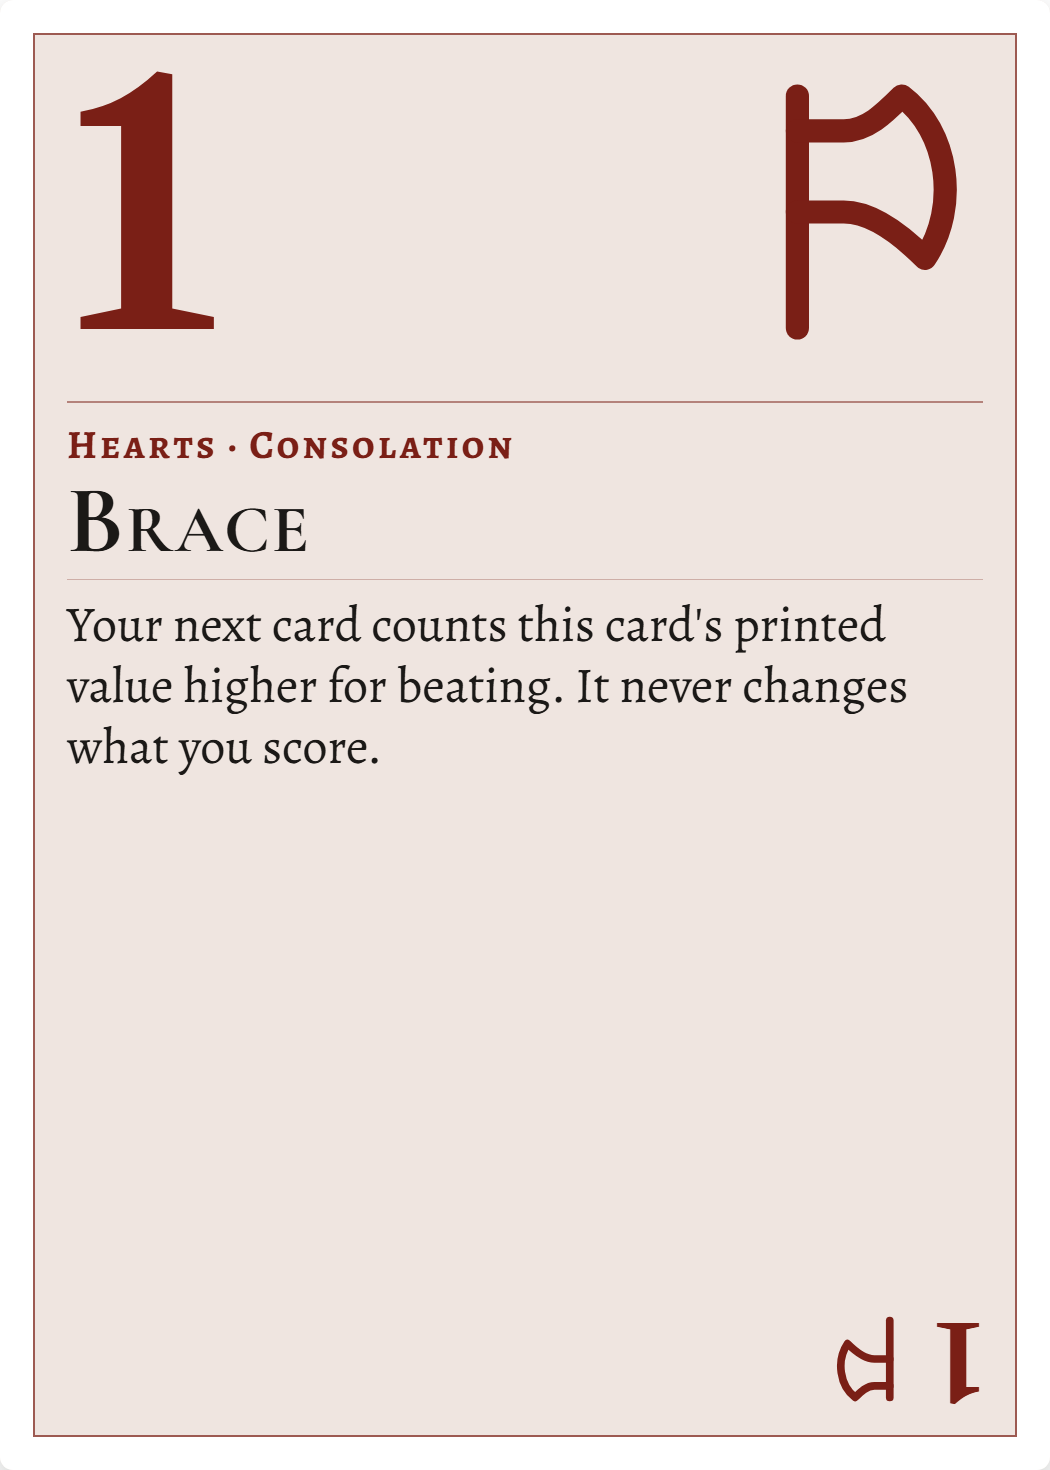 1
Hearts · Consolation
Brace
Your next card counts this card's printed
value higher for beating. It never changes
what you score.
1